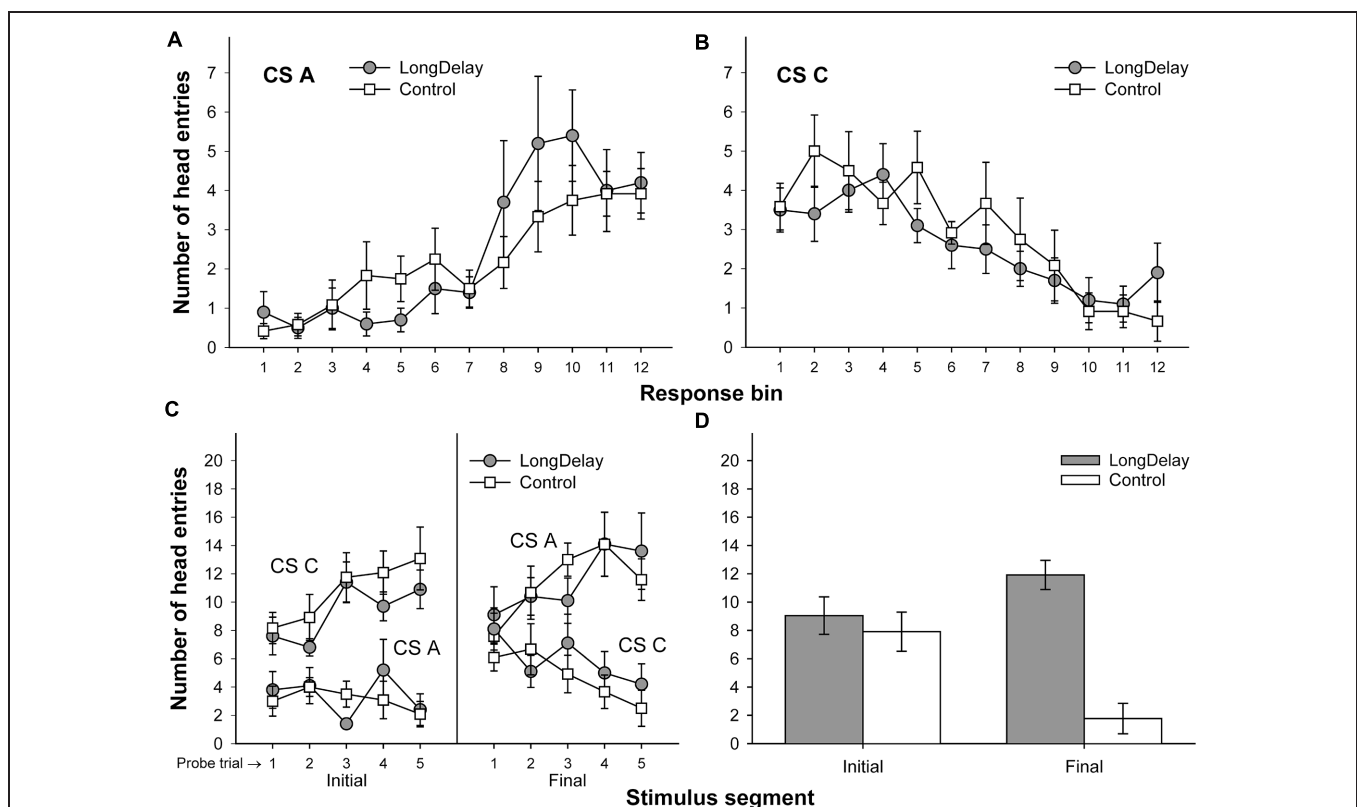 A
CS A
LongDelay
Control
Number of head entries
7
6
5
4
3
2
1
0
1 2 3 4 5 6 7 8 9 10 11 12
B
CS C
LongDelay
Control
7
6
5
4
3
2
1
0
1 2 3 4 5 6 7 8 9 10 11 12
Response bin
C
LongDelay
Control
Number of head entries
20
18
16
14
12
10
8
6
4
2
0
CS C
CS A
CS A
CS C
Probe trial → 1 2 3 4 5 1 2 3 4 5
Initial Final
D
LongDelay
Control
20
18
16
14
12
10
8
6
4
2
0
Initial Final
Stimulus segment